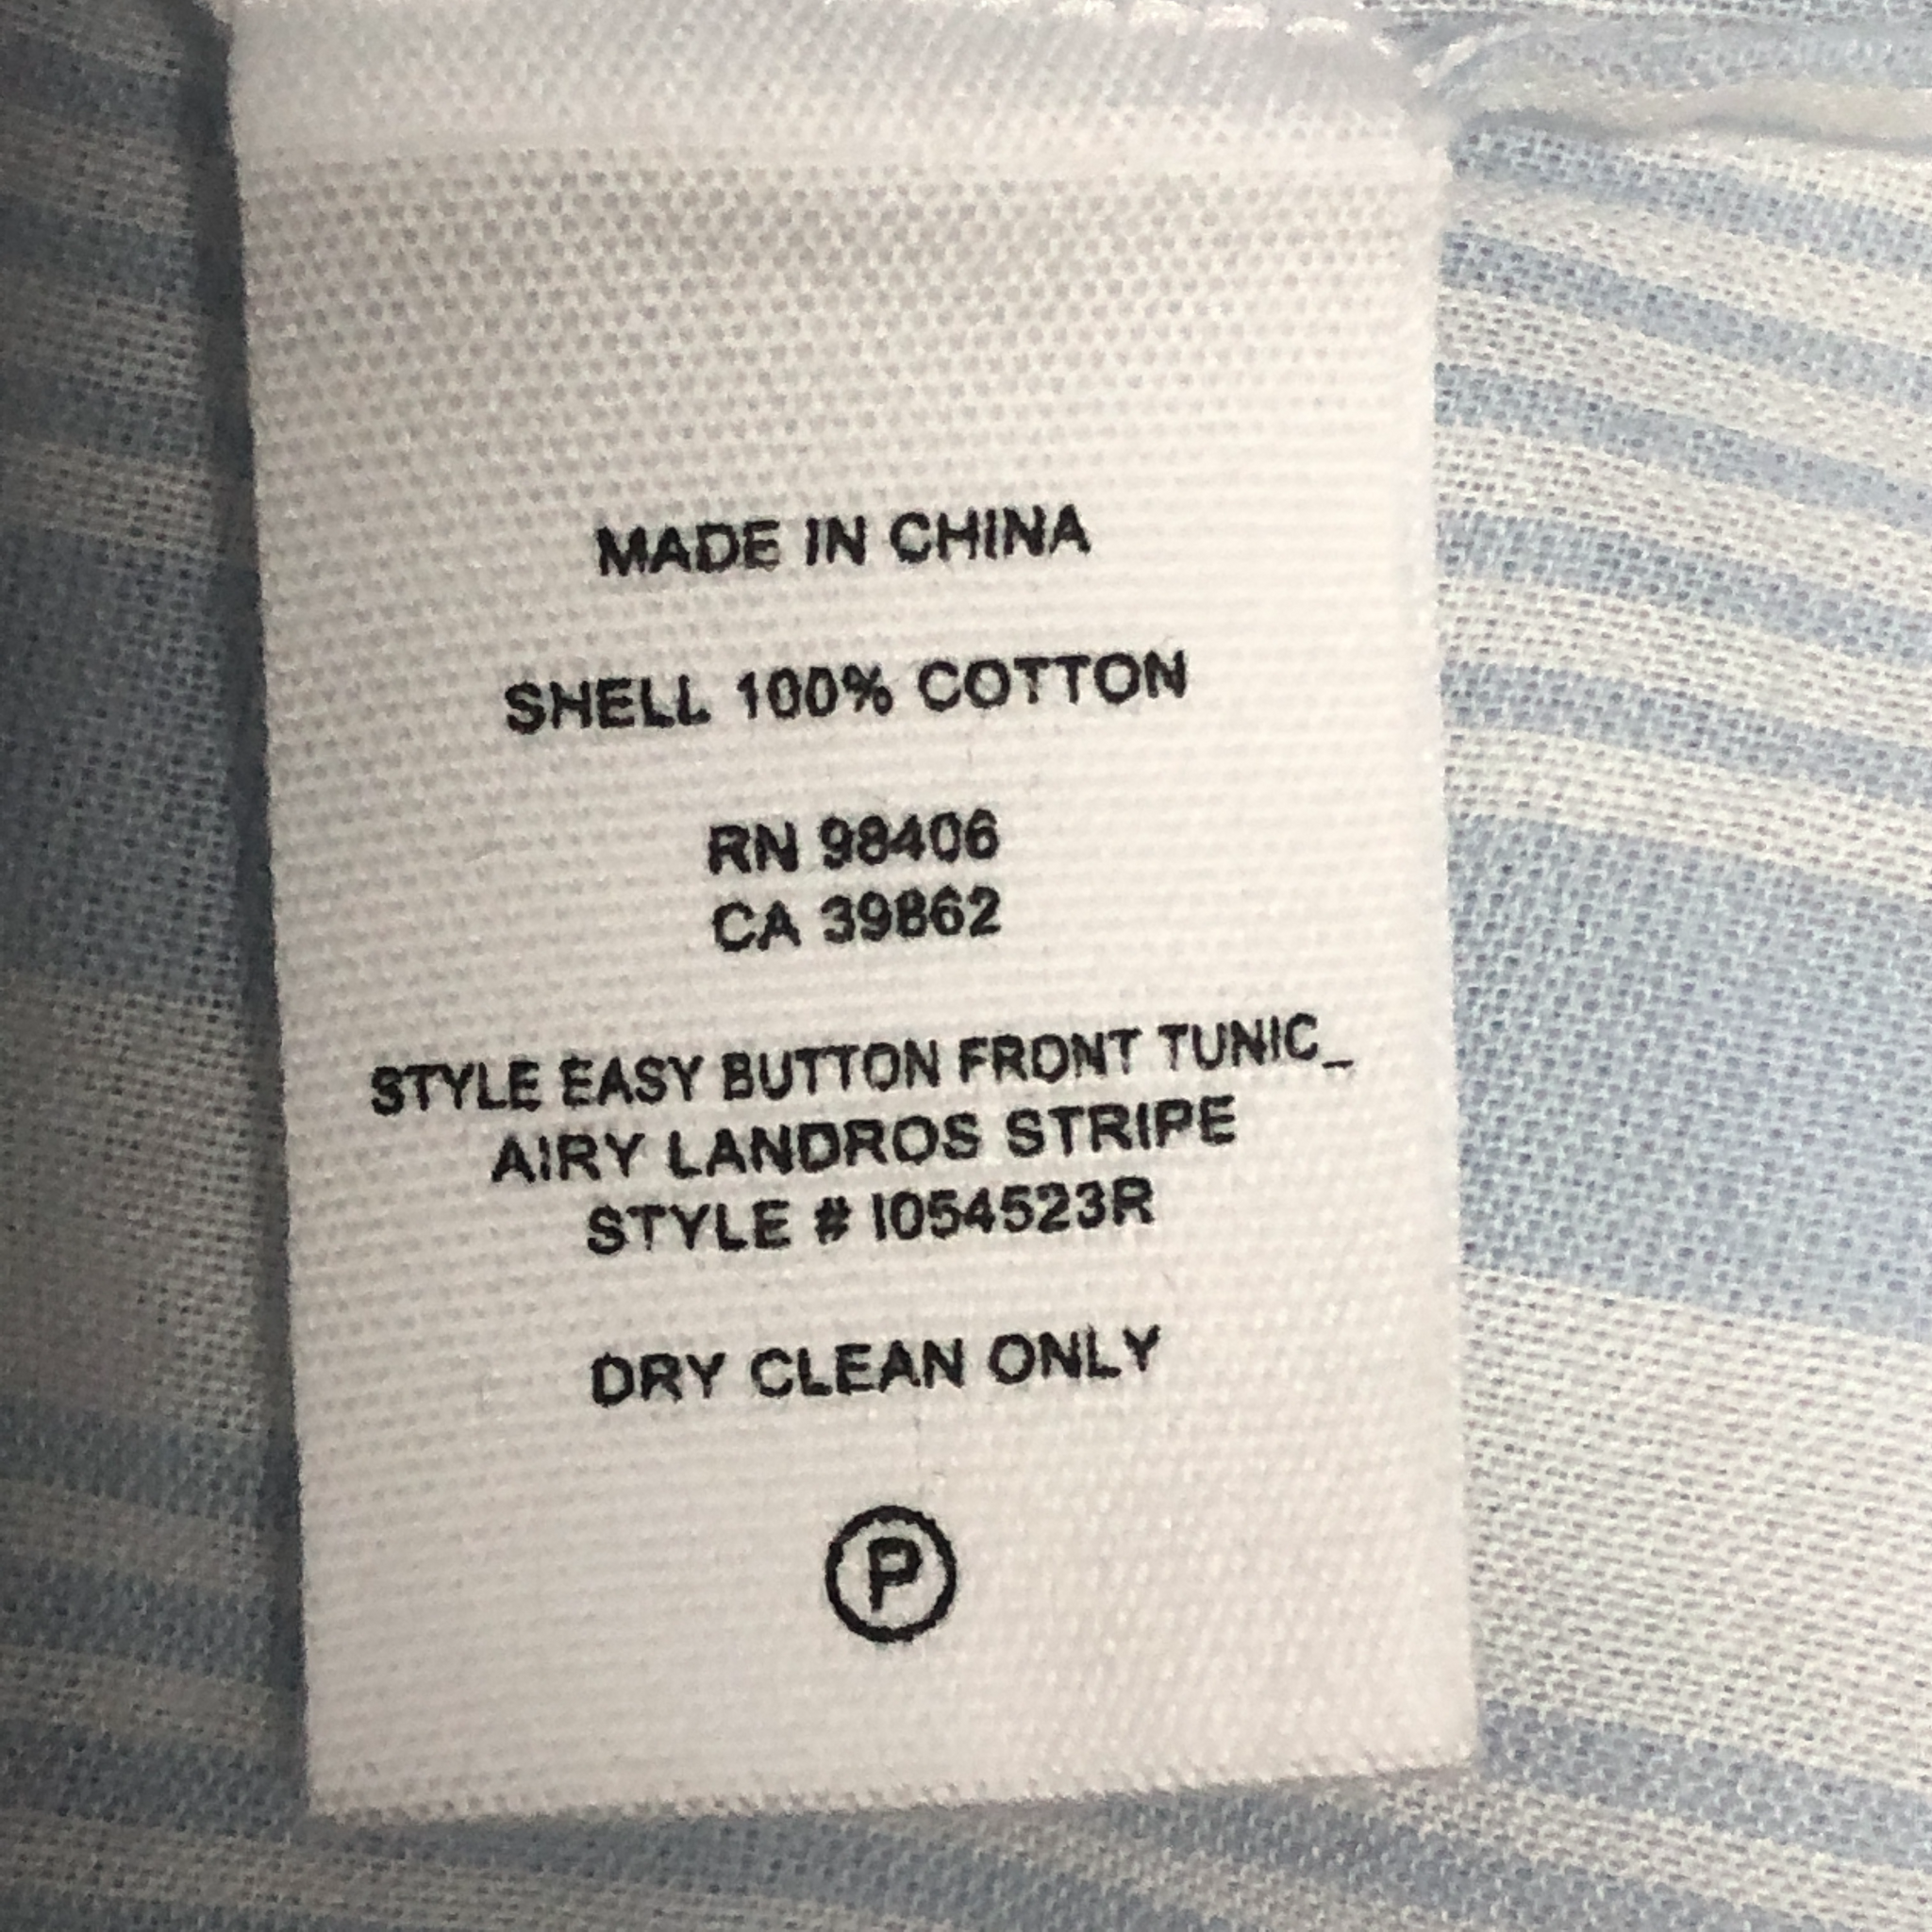 MADE IN CHINA
SHELL 100% COTTON
RN 98406
CA 39862
STYLE EASY BUTTON FRONT TUNIC_
AIRY LANDROS STRIPE
STYLE # I054523R
DRY CLEAN ONLY
P